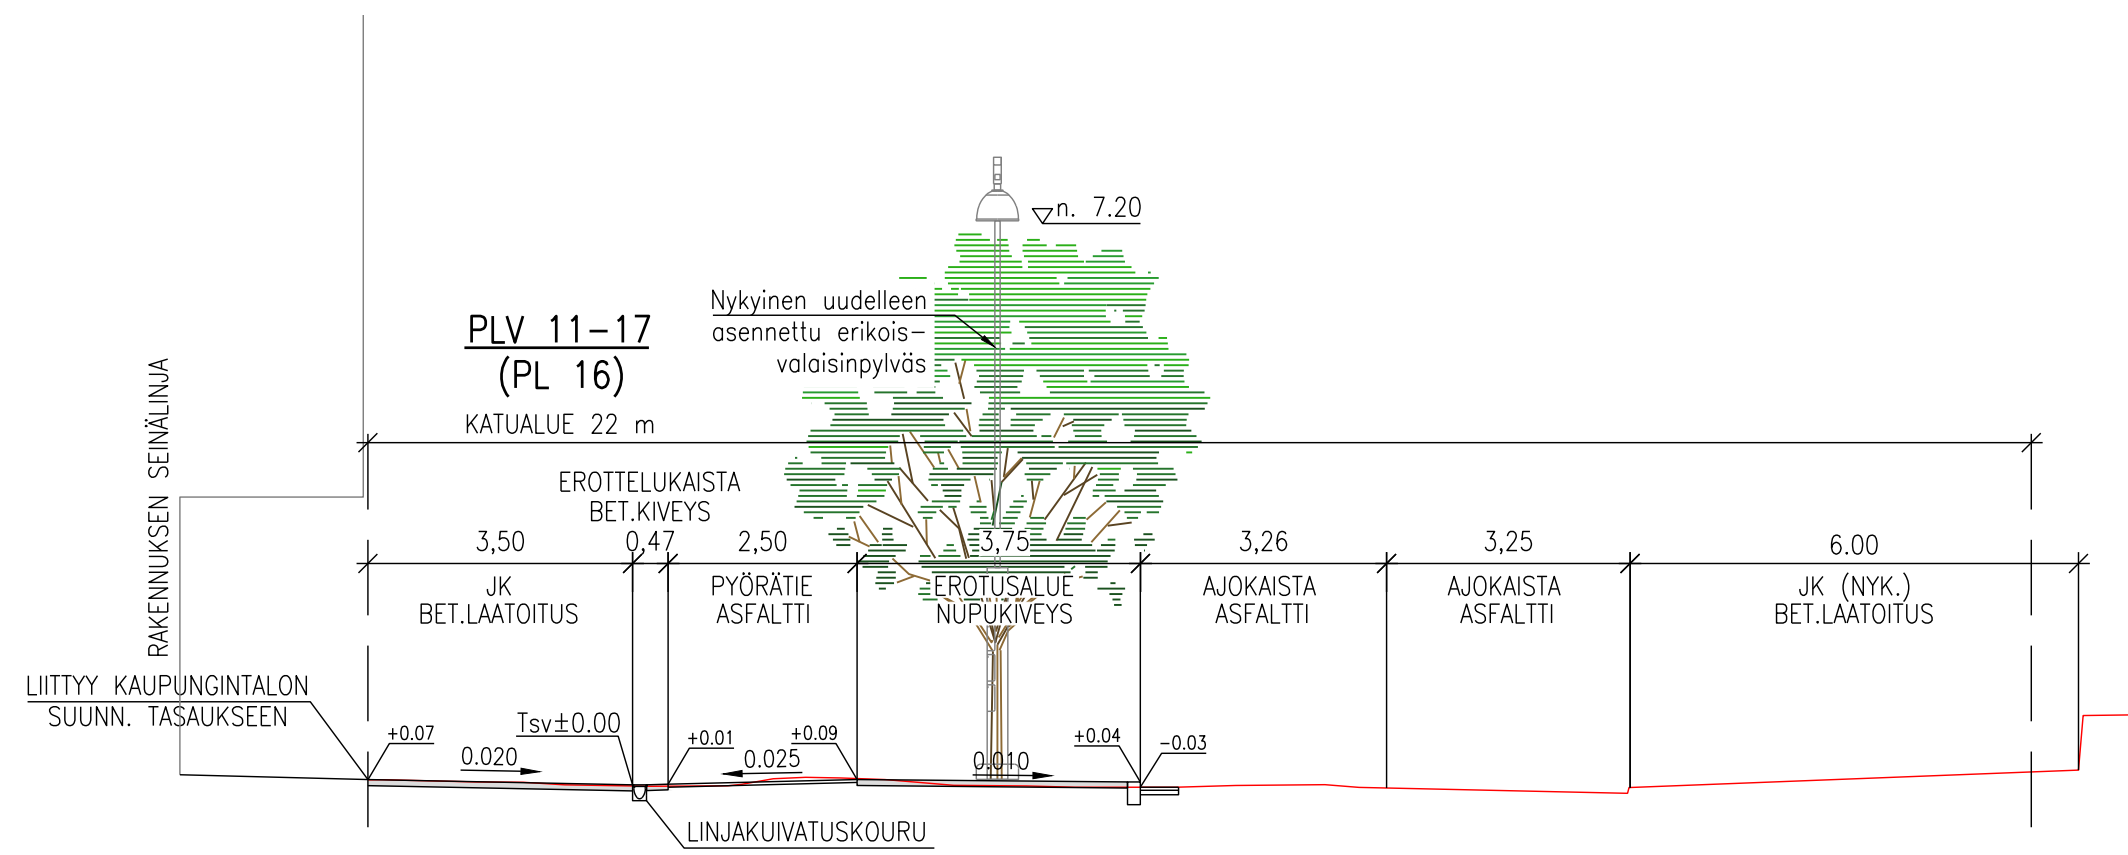 n. 7.20
Nykyinen uudelleen
asennettu erikois-
valaisinpylväs
PLV 11-17
(PL 16)
KATUALUE 22 m
RAKENNUKSEN SEINÄLINJA
EROTTELUKAISTA
BET.KIVEYS
3,50
0,47
2,50
3,75
3,26
3,25
6.00
JK
BET.LAATOITUS
PYÖRÄTIE
ASFALTTI
EROTUSALUE
NUPUKIVEYS
AJOKAISTA
ASFALTTI
AJOKAISTA
ASFALTTI
JK (NYK.)
BET.LAATOITUS
LIITTYY KAUPUNGINTALON
SUUNN. TASAUKSEEN
+0.07
0.020
Tsv±0.00
+0.01
0.025
+0.09
0.010
+0.04
-0.03
LINJAKUIVATUSKOURU